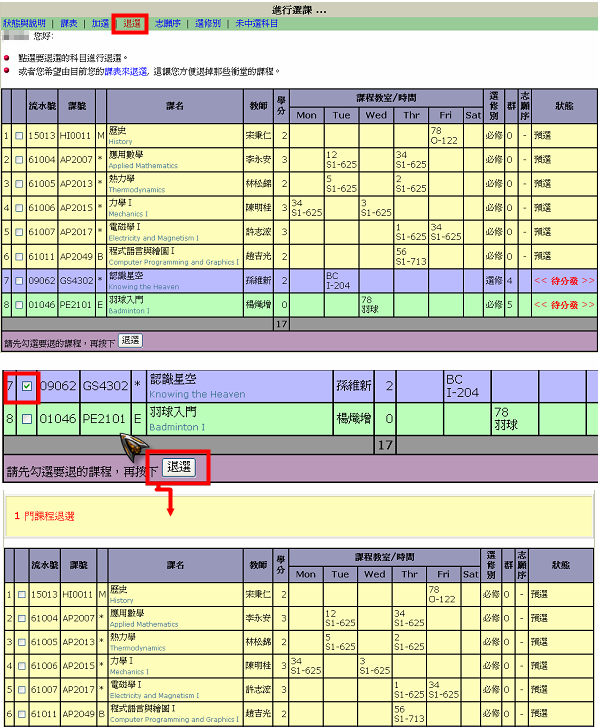 進行選課 ...
狀態與說明 | 課表 | 加選 | 退選 | 志願序 | 選修別 | 未中選科目
您好:
點選要退選的科目進行退選。
或者您希望由目前您的課表來退選, 這讓您方便退掉那些衝堂的課程。
流水號 課號 課名 教師 學分 課程教室/時間 選修別 群 志願序 狀態
Mon Tue Wed Thr Fri Sat
1 15013 HI0011 M 歷史 宋秉仁 2 78 必修 0 - 預選
History O-122
2 61004 AP2007 * 應用數學 李永安 3 12 34 必修 0 - 預選
Applied Mathematics S1-625 S1-625
3 61005 AP2013 * 熱力學 林松錦 2 5 2 必修 0 - 預選
Thermodynamics S1-625 S1-625
4 61006 AP2015 * 力學 I 陳明桂 3 34 3 必修 0 - 預選
Mechanics I S1-625 S1-625
5 61007 AP2017 * 電磁學 I 許志浤 3 1 34 必修 0 - 預選
Electricity and Magnetism I S1-625 S1-625
6 61011 AP2049 B 程式語言與繪圖 I 趙吉光 2 56 必修 0 - 預選
Computer Programming and Graphics I S1-713
7 09062 GS4302 * 認識星空 孫維新 2 BC 選修 4 << 待分發 >>
Knowing the Heaven I-204
8 01046 PE2101 E 羽球入門 楊熾增 0 78 必修 5 << 待分發 >>
Badminton I 羽球
17
請先勾選要退的課程，再按下 退選
7 09062 GS4302 * 認識星空 孫維新 2 BC
Knowing the Heaven I-204
8 01046 PE2101 E 羽球入門 楊熾增 0 78
Badminton I 羽球
17
請先勾選要退的課程，再按下 退選
1 門課程退選
流水號 課號 課名 教師 學分 課程教室/時間 選修別 群 志願序 狀態
Mon Tue Wed Thr Fri Sat
1 15013 HI0011 M 歷史 宋秉仁 2 78 必修 0 - 預選
History O-122
2 61004 AP2007 * 應用數學 李永安 3 12 34 必修 0 - 預選
Applied Mathematics S1-625 S1-625
3 61005 AP2013 * 熱力學 林松錦 2 5 2 必修 0 - 預選
Thermodynamics S1-625 S1-625
4 61006 AP2015 * 力學 I 陳明桂 3 34 3 必修 0 - 預選
Mechanics I S1-625 S1-625
5 61007 AP2017 * 電磁學 I 許志浤 3 1 34 必修 0 - 預選
Electricity and Magnetism I S1-625 S1-625
6 61011 AP2049 B 程式語言與繪圖 I 趙吉光 2 56 必修 0 - 預選
Computer Programming and Graphics I S1-713